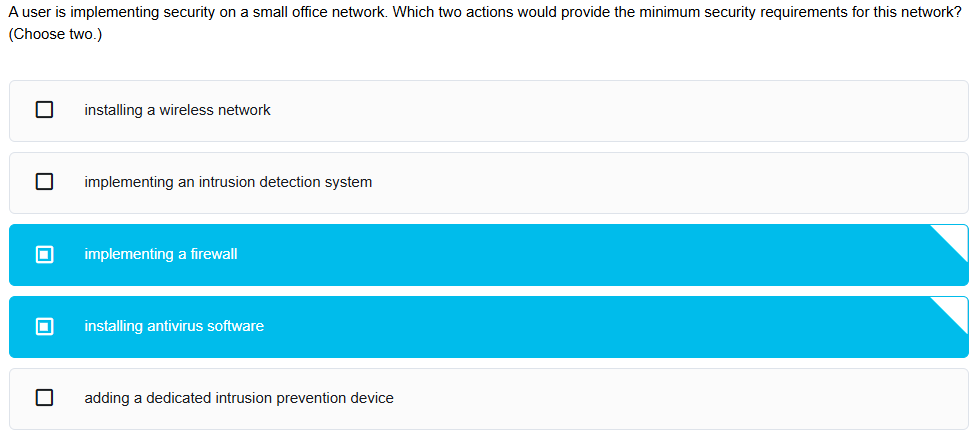 A user is implementing security on a small office network. Which two actions would provide the minimum security requirements for this network?
(Choose two.)
installing a wireless network
implementing an intrusion detection system
implementing a firewall
installing antivirus software
adding a dedicated intrusion prevention device